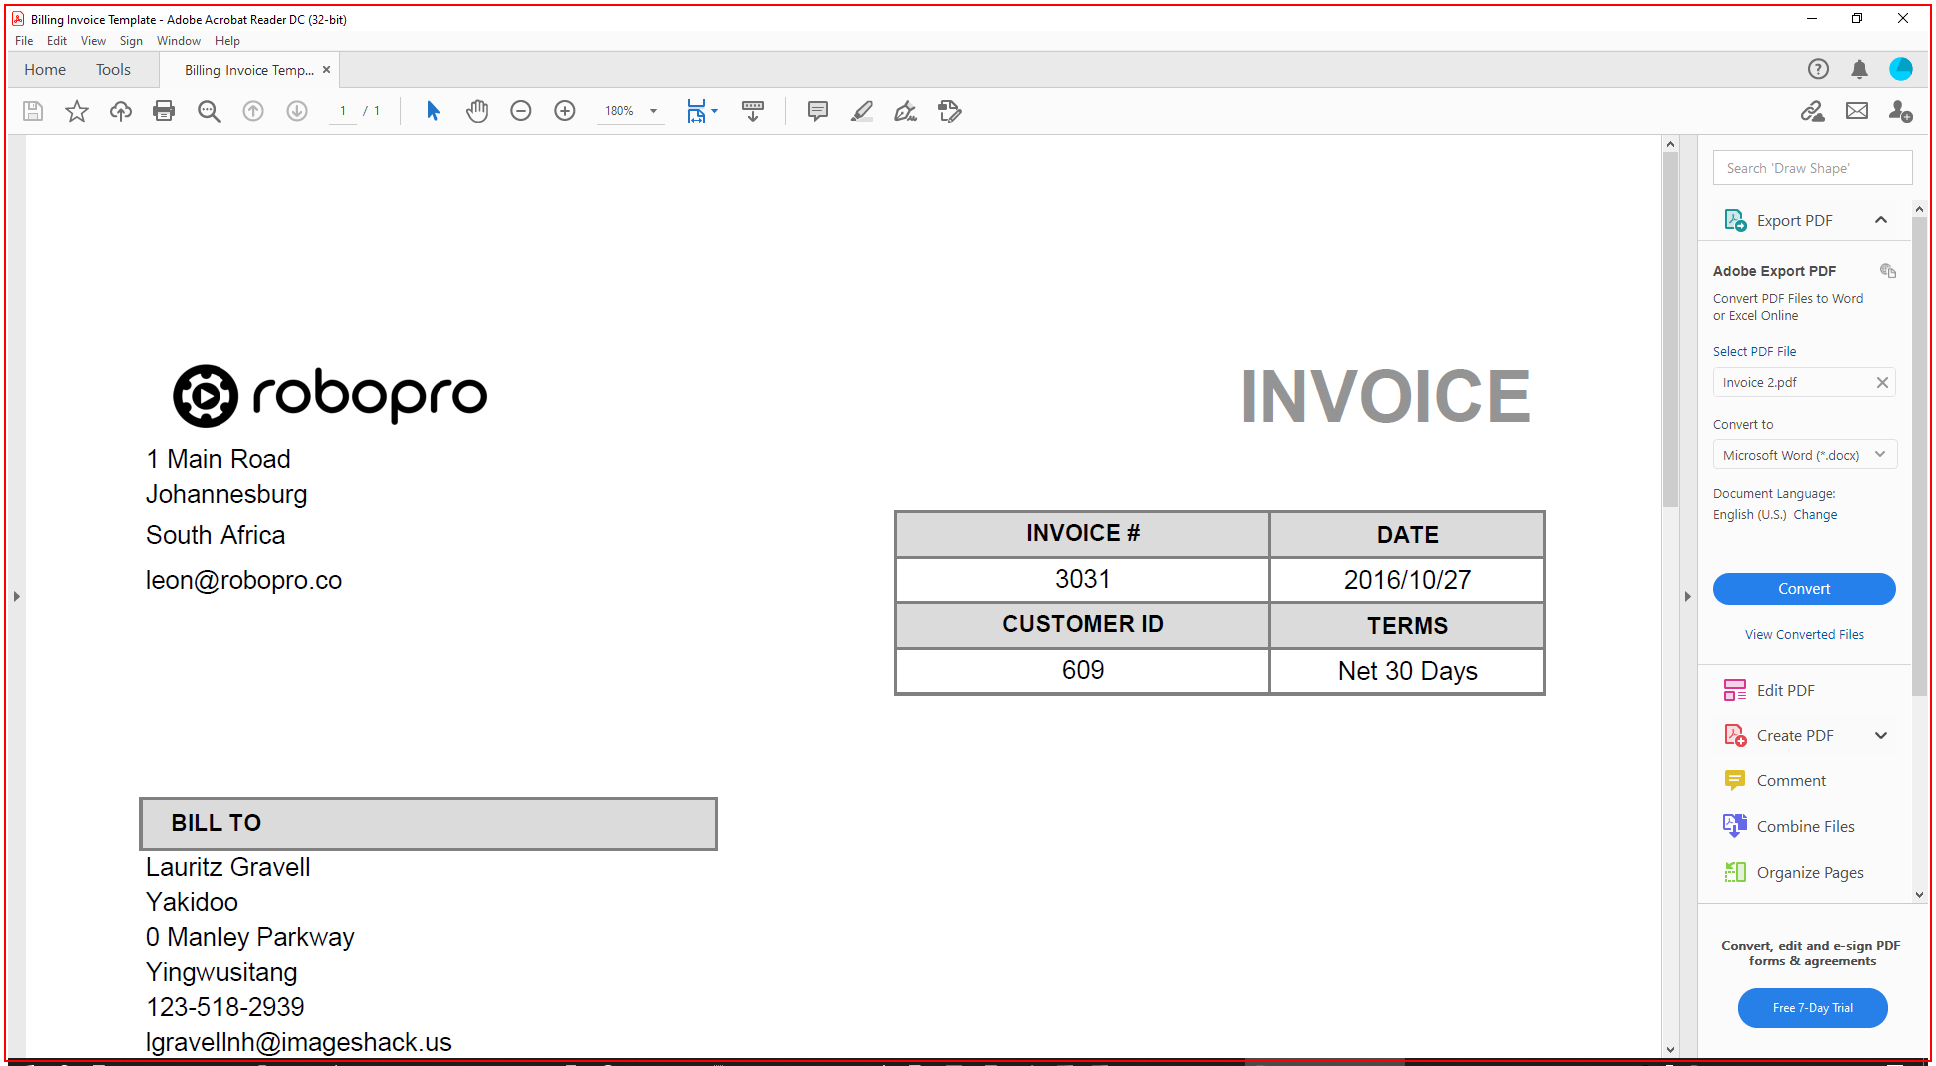 Billing Invoice Template - Adobe Acrobat Reader DC (32-bit)
File Edit View Sign Window Help
Home Tools Billing Invoice Temp...
1 / 1 180%
Search 'Draw Shape'
Export PDF
Adobe Export PDF
Convert PDF Files to Word
or Excel Online
Select PDF File
Invoice 2.pdf
Convert to
Microsoft Word (*.docx)
Document Language:
English (U.S.) Change
Convert
View Converted Files
Edit PDF
Create PDF
Comment
Combine Files
Organize Pages
Convert, edit and e-sign PDF
forms & agreements
Free 7-Day Trial
robopro
INVOICE
1 Main Road
Johannesburg
South Africa
leon@robopro.co
INVOICE # DATE
3031 2016/10/27
CUSTOMER ID TERMS
609 Net 30 Days
BILL TO
Lauritz Gravell
Yakidoo
0 Manley Parkway
Yingwusitang
123-518-2939
lgravellnh@imageshack.us